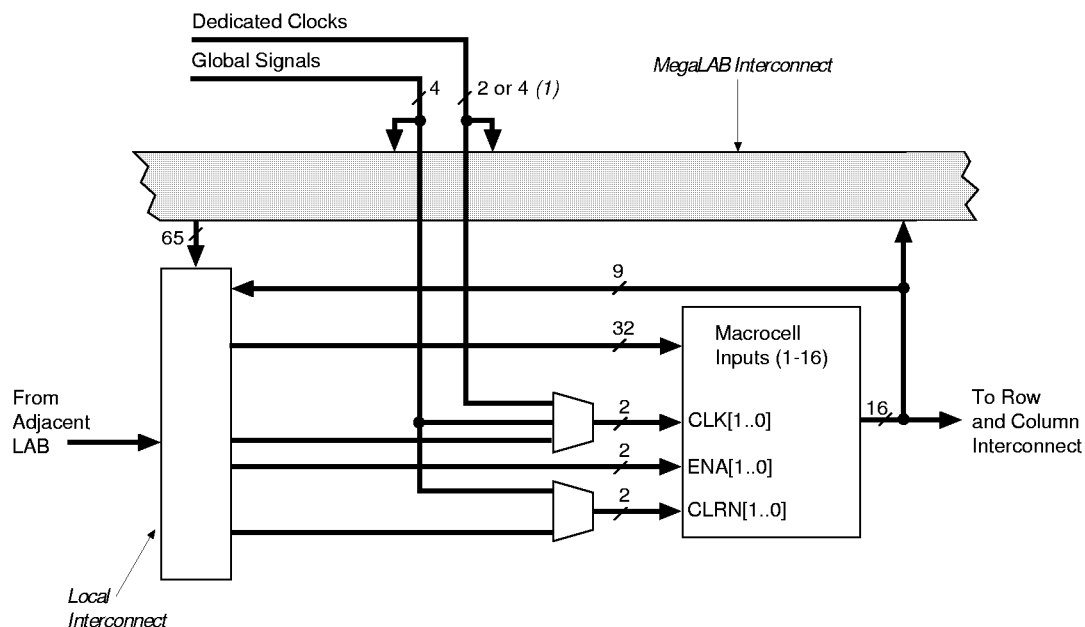 Dedicated Clocks
Global Signals
4
2 or 4 (1)
MegaLAB Interconnect
65
9
32
Macrocell
Inputs (1-16)
From
Adjacent
LAB
2
CLK[1..0]
16
To Row
and Column
Interconnect
2
ENA[1..0]
2
CLRN[1..0]
Local
Interconnect